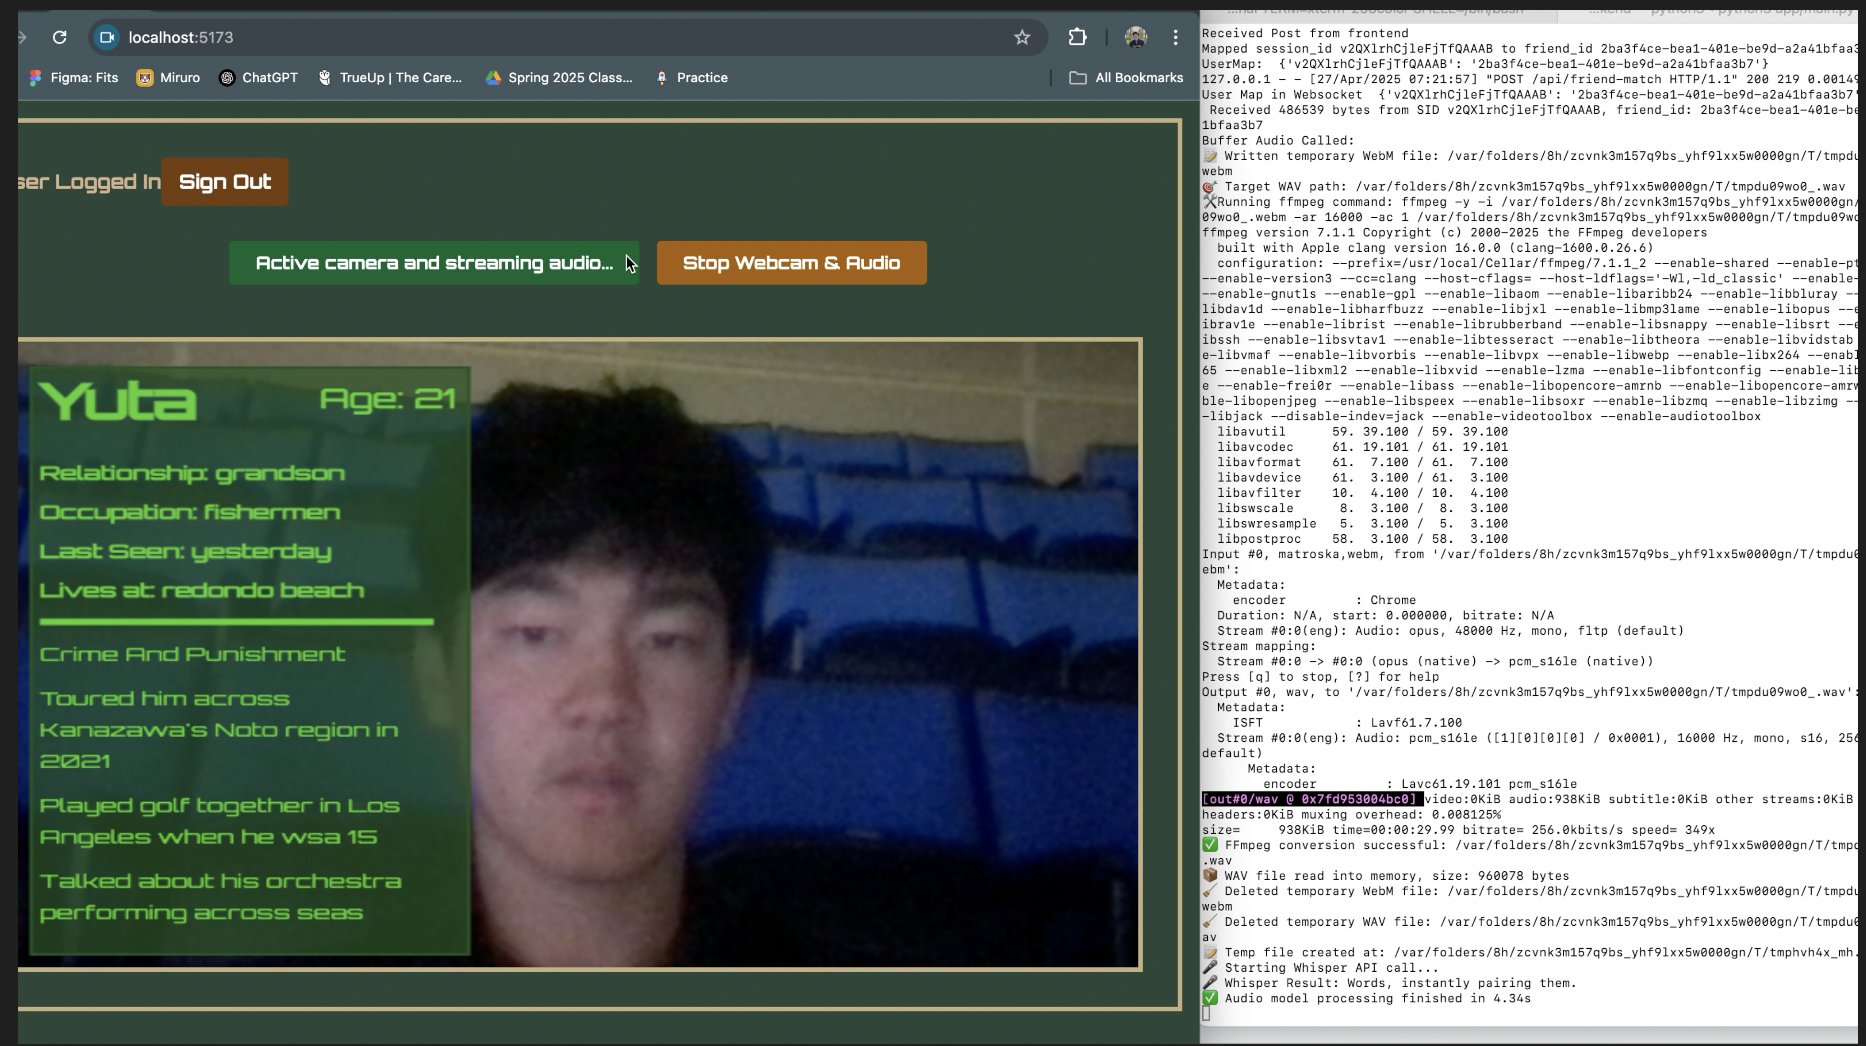 localhost:5173
Figma: Fits
Miruro
ChatGPT
TrueUp | The Care...
Spring 2025 Class...
Practice
All Bookmarks
ser Logged In
Sign Out
Active camera and streaming audio...
Stop Webcam & Audio
Yuta
Age: 21
Relationship: grandson
Occupation: fishermen
Last Seen: yesterday
Lives at: redondo beach
Crime And Punishment
Toured him across
Kanazawa's Noto region in
2021
Played golf together in Los
Angeles when he wsa 15
Talked about his orchestra
performing across seas
Received Post from frontend
Mapped session_id v2QXlrhCjleFjTfQAAAB to friend_id 2ba3f4ce-bea1-401e-be9d-a2a41bfaa3
UserMap:  {'v2QXlrhCjleFjTfQAAAB': '2ba3f4ce-bea1-401e-be9d-a2a41bfaa3b7'}
127.0.0.1 - - [27/Apr/2025 07:21:57] "POST /api/friend-match HTTP/1.1" 200 219 0.00149
User Map in Websocket  {'v2QXlrhCjleFjTfQAAAB': '2ba3f4ce-bea1-401e-be9d-a2a41bfaa3b7'
Received 486539 bytes from SID v2QXlrhCjleFjTfQAAAB, friend_id: 2ba3f4ce-bea1-401e-be
1bfaa3b7
Buffer Audio Called:
📝 Written temporary WebM file: /var/folders/8h/zcvnk3m157q9bs_yhf9lxx5w0000gn/T/tmpdu
webm
🎯 Target WAV path: /var/folders/8h/zcvnk3m157q9bs_yhf9lxx5w0000gn/T/tmpdu09wo0_.wav
🛠Running ffmpeg command: ffmpeg -y -i /var/folders/8h/zcvnk3m157q9bs_yhf9lxx5w0000gn/
09wo0_.webm -ar 16000 -ac 1 /var/folders/8h/zcvnk3m157q9bs_yhf9lxx5w0000gn/T/tmpdu09wo
ffmpeg version 7.1.1 Copyright (c) 2000-2025 the FFmpeg developers
built with Apple clang version 16.0.0 (clang-1600.0.26.6)
configuration: --prefix=/usr/local/Cellar/ffmpeg/7.1.1_2 --enable-shared --enable-pt
--enable-version3 --cc=clang --host-cflags= --host-ldflags='-Wl,-ld_classic' --enable-
--enable-gnutls --enable-gpl --enable-libaom --enable-libaribb24 --enable-libbluray --
libdav1d --enable-libharfbuzz --enable-libjxl --enable-libmp3lame --enable-libopus --e
ibrav1e --enable-librist --enable-librubberband --enable-libsnappy --enable-libsrt --e
ibssh --enable-libsvtav1 --enable-libtesseract --enable-libtheora --enable-libvidstab
e-libvmaf --enable-libvorbis --enable-libvpx --enable-libwebp --enable-libx264 --enabl
65 --enable-libxml2 --enable-libxvid --enable-lzma --enable-libfontconfig --enable-lib
e --enable-frei0r --enable-libass --enable-libopencore-amrnb --enable-libopencore-amrw
ble-libopenjpeg --enable-libspeex --enable-libsoxr --enable-libzmq --enable-libzimg --
-libjack --disable-indev=jack --enable-videotoolbox --enable-audiotoolbox
libavutil      59. 39.100 / 59. 39.100
libavcodec     61. 19.101 / 61. 19.101
libavformat    61.  7.100 / 61.  7.100
libavdevice    61.  3.100 / 61.  3.100
libavfilter    10.  4.100 / 10.  4.100
libswscale      8.  3.100 /  8.  3.100
libswresample   5.  3.100 /  5.  3.100
libpostproc    58.  3.100 / 58.  3.100
Input #0, matroska,webm, from '/var/folders/8h/zcvnk3m157q9bs_yhf9lxx5w0000gn/T/tmpdu0
ebm':
Metadata:
encoder         : Chrome
Duration: N/A, start: 0.000000, bitrate: N/A
Stream #0:0(eng): Audio: opus, 48000 Hz, mono, fltp (default)
Stream mapping:
Stream #0:0 -> #0:0 (opus (native) -> pcm_s16le (native))
Press [q] to stop, [?] for help
Output #0, wav, to '/var/folders/8h/zcvnk3m157q9bs_yhf9lxx5w0000gn/T/tmpdu09wo0_.wav':
Metadata:
ISFT            : Lavf61.7.100
Stream #0:0(eng): Audio: pcm_s16le ([1][0][0][0] / 0x0001), 16000 Hz, mono, s16, 256
default)
Metadata:
encoder         : Lavc61.19.101 pcm_s16le
[out#0/wav @ 0x7fd953004bc0] video:0KiB audio:938KiB subtitle:0KiB other streams:0KiB
headers:0KiB muxing overhead: 0.008125%
size=     938KiB time=00:00:29.99 bitrate= 256.0kbits/s speed= 349x
✅ FFmpeg conversion successful: /var/folders/8h/zcvnk3m157q9bs_yhf9lxx5w0000gn/T/tmpd
.wav
📦 WAV file read into memory, size: 960078 bytes
🧹 Deleted temporary WebM file: /var/folders/8h/zcvnk3m157q9bs_yhf9lxx5w0000gn/T/tmpdu
webm
🧹 Deleted temporary WAV file: /var/folders/8h/zcvnk3m157q9bs_yhf9lxx5w0000gn/T/tmpdu0
av
📝 Temp file created at: /var/folders/8h/zcvnk3m157q9bs_yhf9lxx5w0000gn/T/tmphvh4x_mh.
🎤 Starting Whisper API call...
🎤 Whisper Result: Words, instantly pairing them.
✅ Audio model processing finished in 4.34s